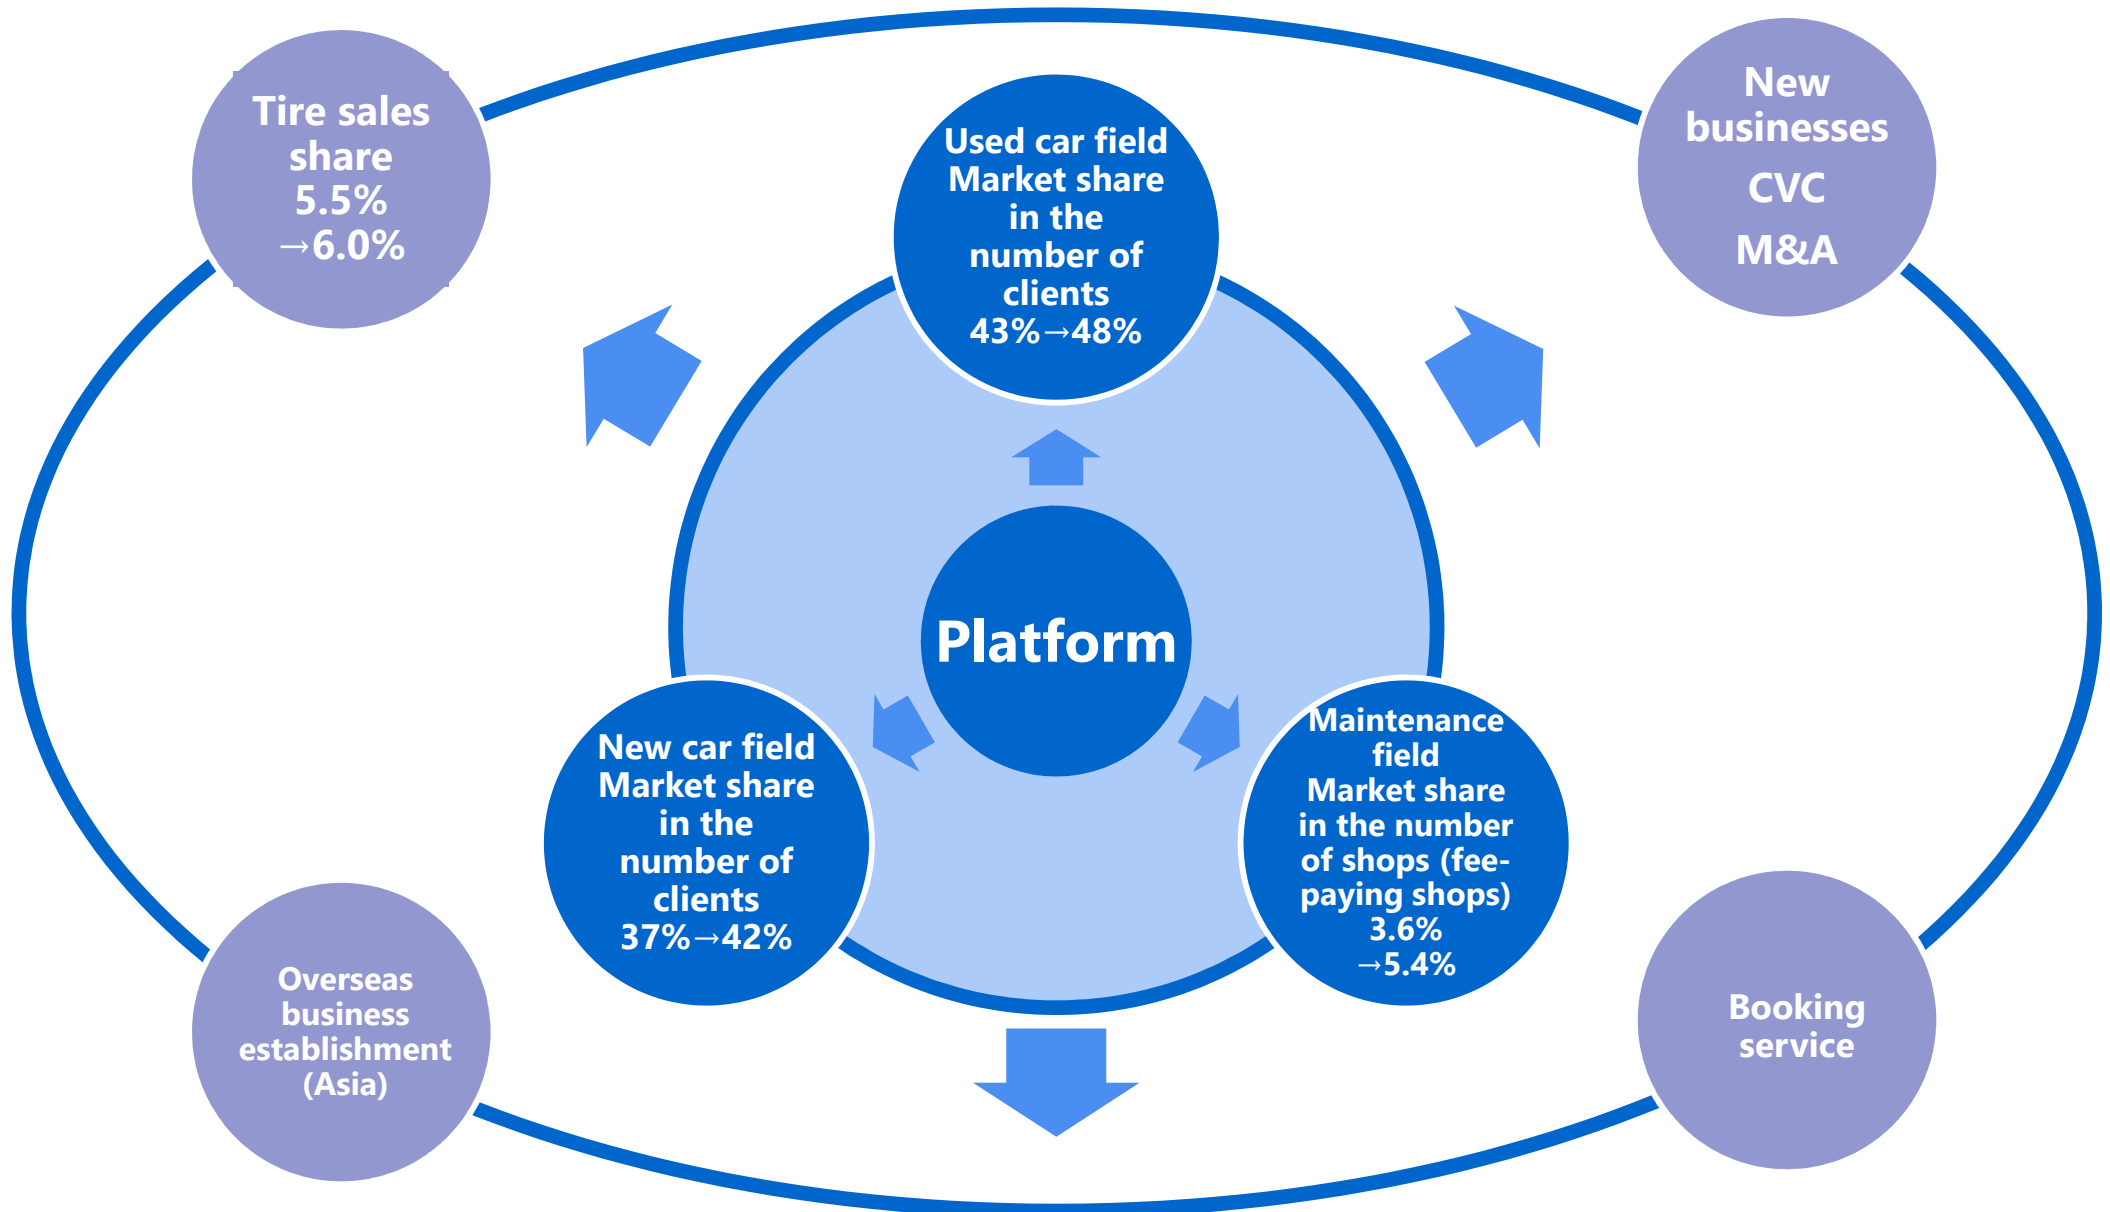 Tire sales
share
5.5%
→6.0%
New
businesses
CVC
M&A
Used car field
Market share
in the
number of
clients
43%→48%
Platform
New car field
Market share
in the
number of
clients
37%→42%
Maintenance
field
Market share
in the number
of shops (fee-
paying shops)
3.6%
→5.4%
Overseas
business
establishment
(Asia)
Booking
service